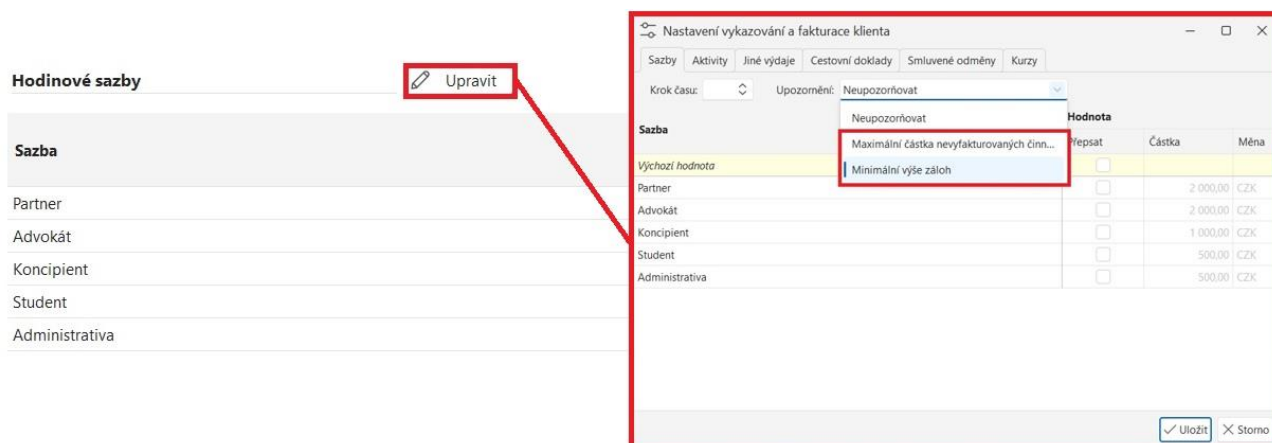 Hodinové sazby
Upravit
Sazba
Partner
Advokát
Koncipient
Student
Administrativa
Nastavení vykazování a fakturace klienta
Sazby Aktivity Jiné výdaje Cestovní doklady Smluvené odměny Kurzy
Krok času: Upozornění: Neupozorňovat
Neupozorňovat
Maximální částka nevyfakturovaných činn...
Minimální výše záloh
Sazba Hodnota
Přepsat Částka Měna
Výchozí hodnota
Partner 2 000,00 CZK
Advokát 2 000,00 CZK
Koncipient 1 000,00 CZK
Student 500,00 CZK
Administrativa 500,00 CZK
Uložit Storno